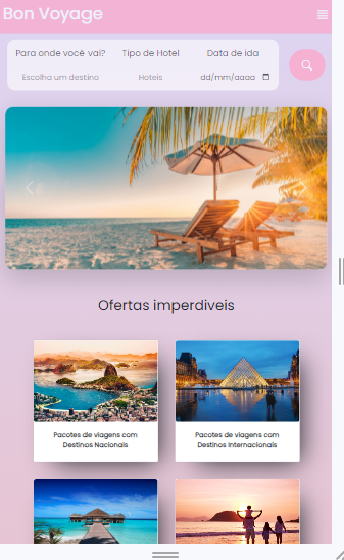 Bon Voyage
Para onde você vai? Tipo de Hotel Data de ida
Escolha um destino Hoteis dd/mm/aaaa
Ofertas imperdiveis
Pacotes de viagens com
Destinos Nacionais
Pacotes de viagens com
Destinos Internacionais